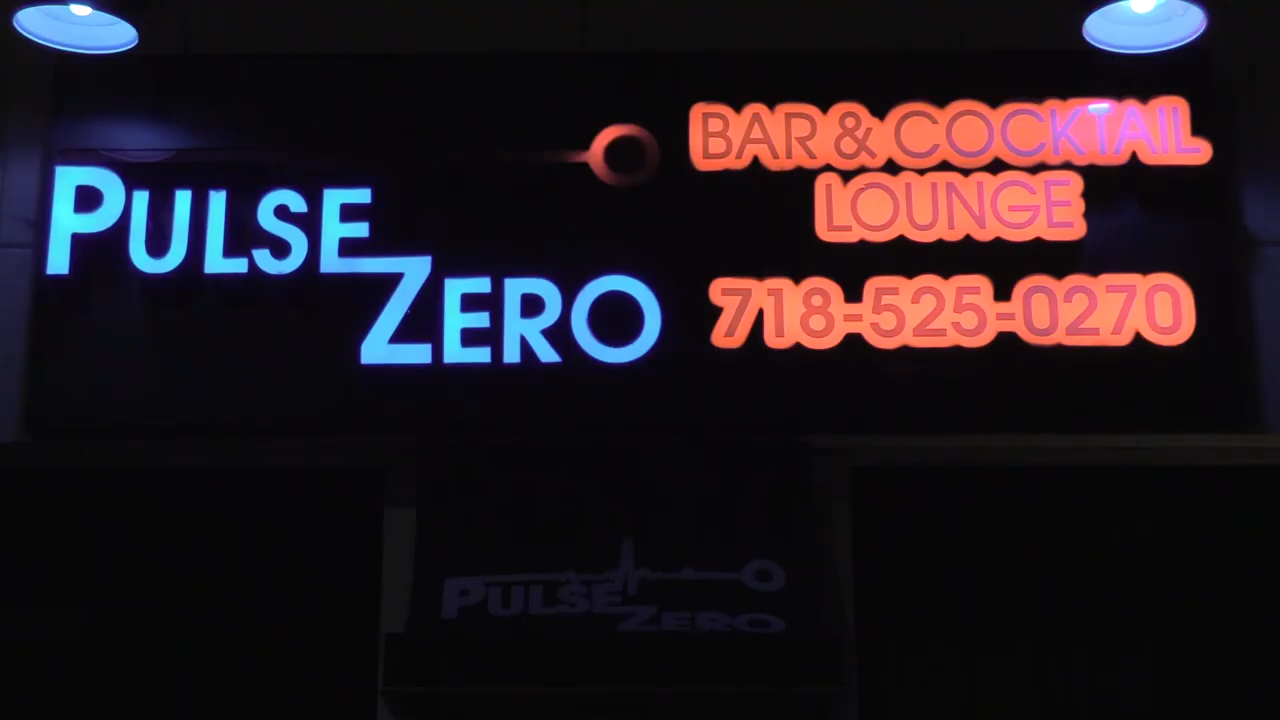 PULSE
ZERO
BAR & COCKTAIL
LOUNGE
718-525-0270
PULSE
ZERO